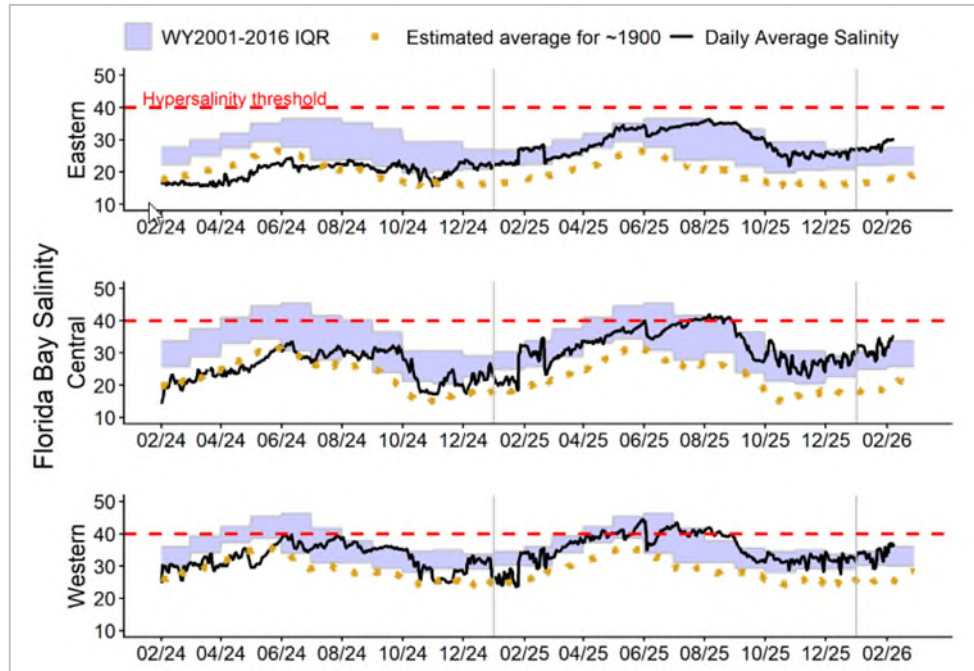 WY2001-2016 IQR Estimated average for ~1900 Daily Average Salinity
Florida Bay Salinity
Eastern
50
40
30
20
10
Hypersalinity threshold
02/24 04/24 06/24 08/24 10/24 12/24 02/25 04/25 06/25 08/25 10/25 12/25 02/26
Central
50
40
30
20
10
02/24 04/24 06/24 08/24 10/24 12/24 02/25 04/25 06/25 08/25 10/25 12/25 02/26
Western
50
40
30
20
10
02/24 04/24 06/24 08/24 10/24 12/24 02/25 04/25 06/25 08/25 10/25 12/25 02/26